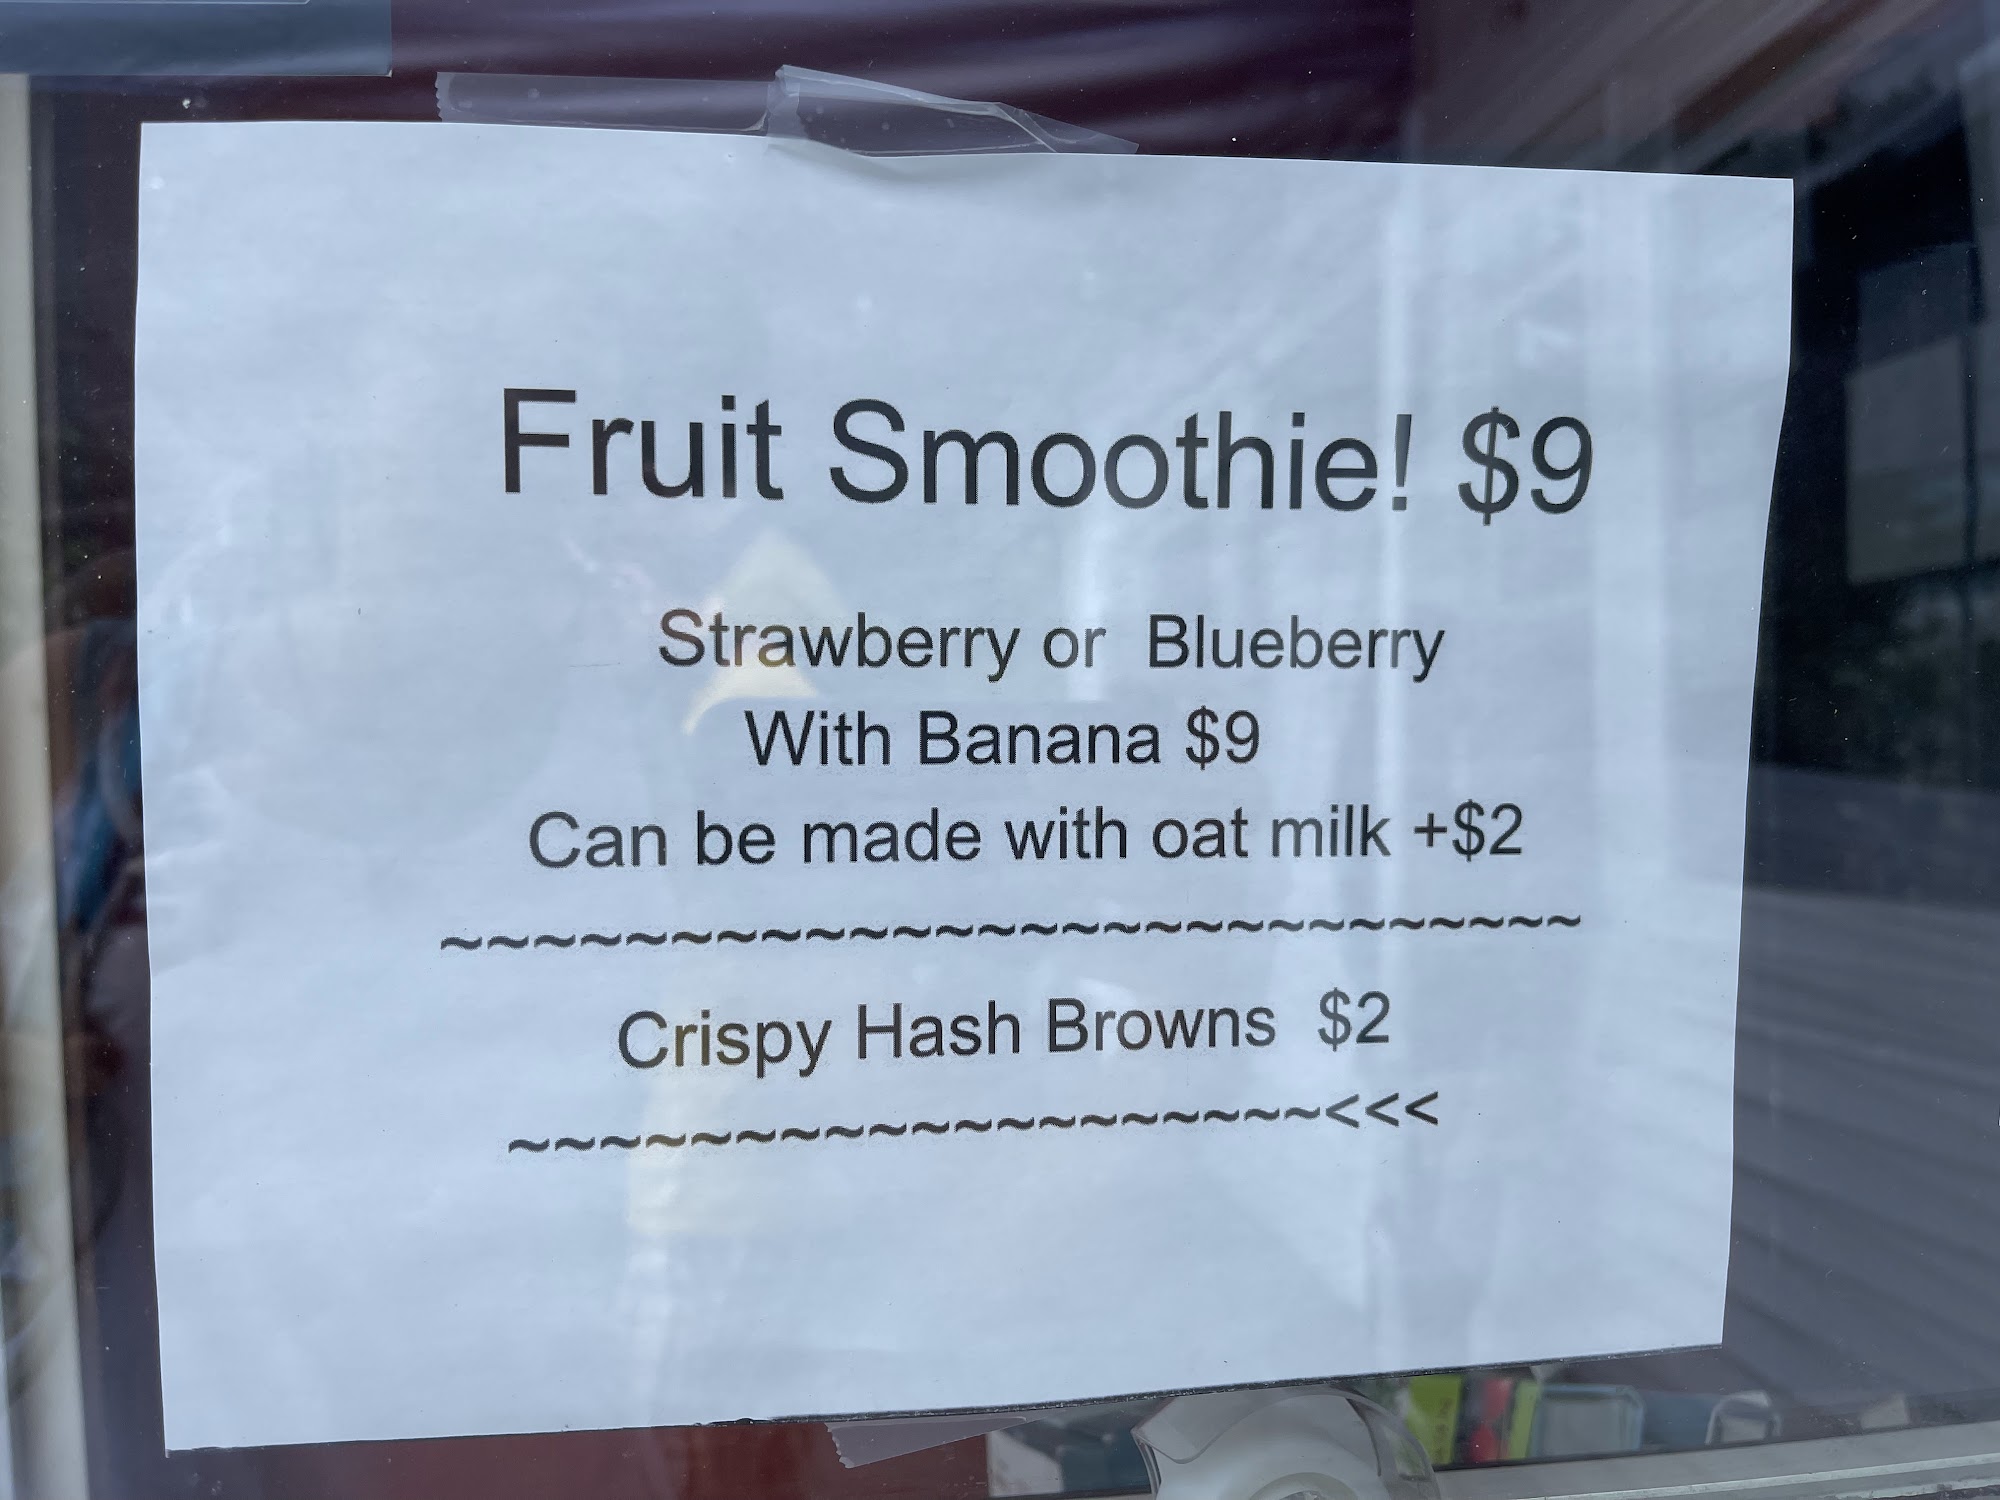 Fruit Smoothie! $9
Strawberry or Blueberry
With Banana $9
Can be made with oat milk +$2
~~~~~~~~~~~~~~~~~~~~~~~~~
Crispy Hash Browns $2
~~~~~~~~~~~~~~~~~~<<<